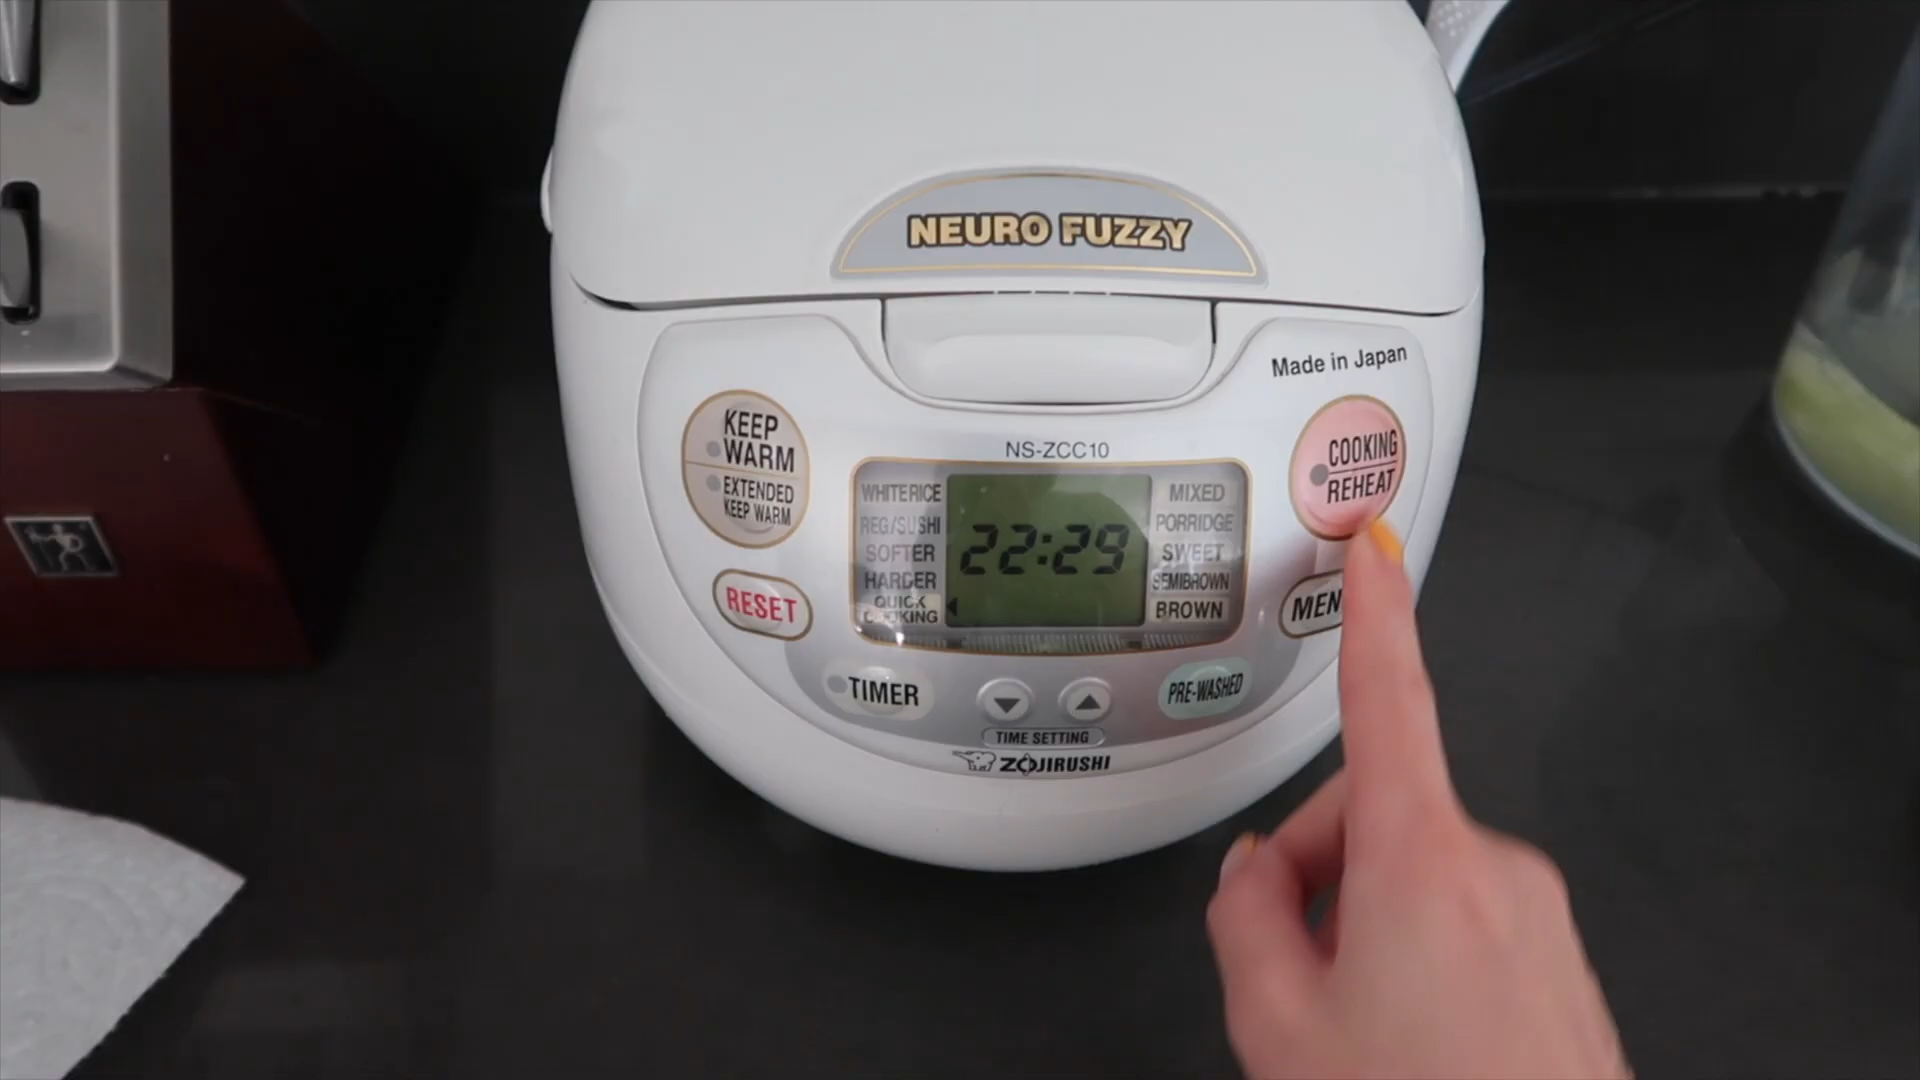 NEURO FUZZY
Made in Japan
KEEP
WARM
EXTENDED
KEEP WARM
COOKING
REHEAT
NS-ZCC10
WHITE RICE
REG/SUSHI
SOFTER
HARDER
QUICK
COOKING
22:29
MIXED
PORRIDGE
SWEET
SEMIBROWN
BROWN
RESET
MEN
TIMER
PRE-WASHED
TIME SETTING
ZOJIRUSHI